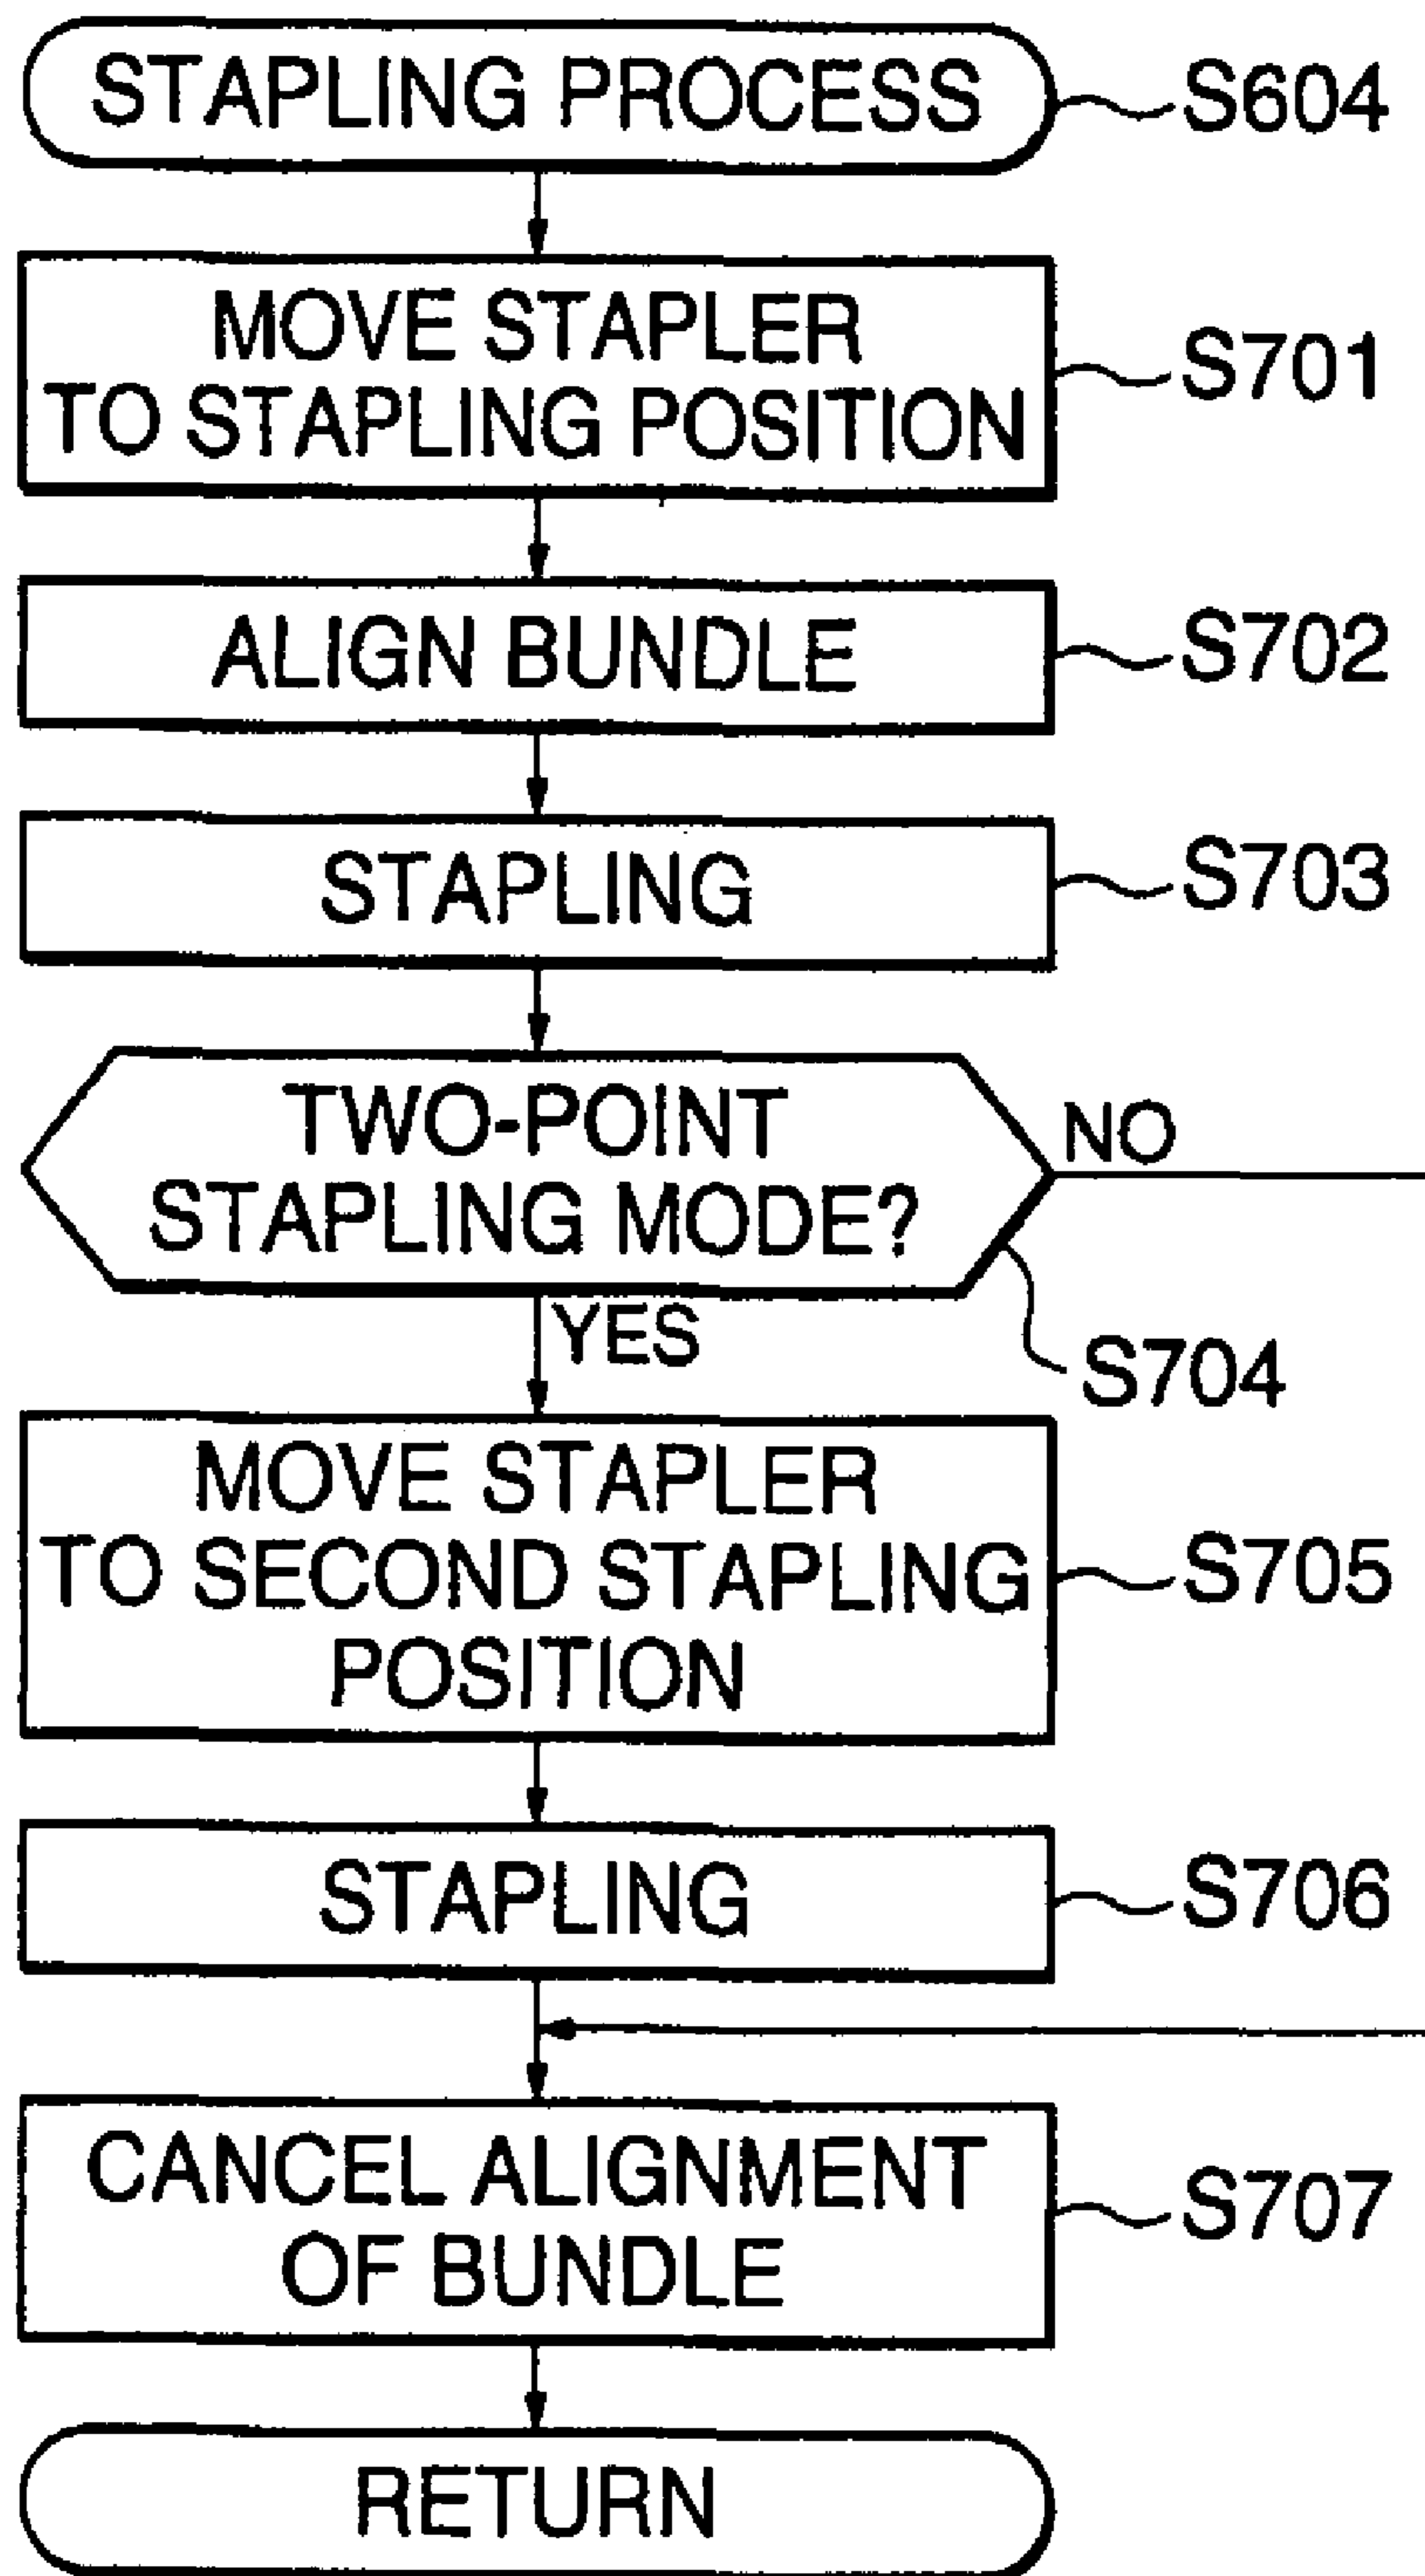 STAPLING PROCESS
S604
MOVE STAPLER
TO STAPLING POSITION
S701
ALIGN BUNDLE
S702
STAPLING
S703
TWO-POINT
STAPLING MODE?
NO
YES
S704
MOVE STAPLER
TO SECOND STAPLING
POSITION
S705
STAPLING
S706
CANCEL ALIGNMENT
OF BUNDLE
S707
RETURN